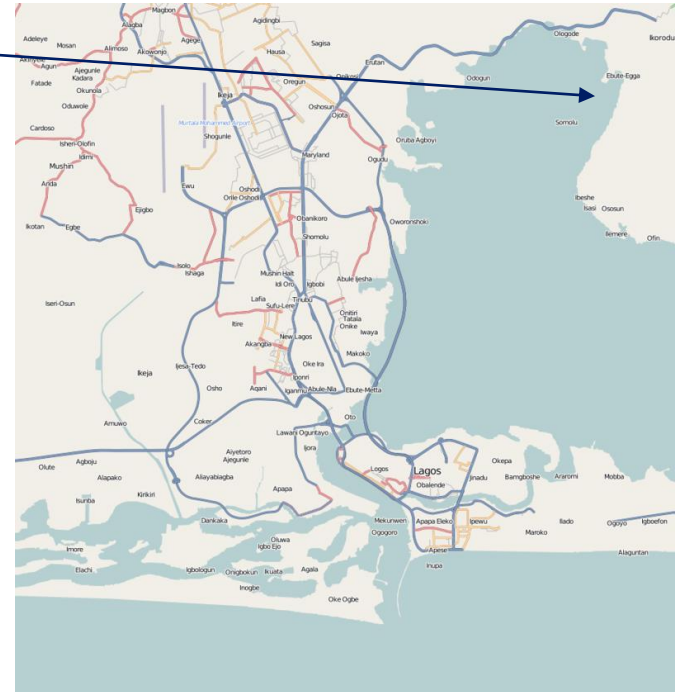 Magbon
Agidingbi
Ologode
Alagba
Adeleye
Mosan
Agege
Hausa
Sagisa
Ikorodu
Alimoso
Akowonjo
Erutan
Agun
Ajegunle
Kadara
Fatade
Okunola
Oregun
Odogun
Ebute-Egga
Oduwole
Ikeja
Oshosun
Ojota
Somolu
Cardoso
Murtala Mohammed Airport
Shogunle
Oruba Agboyi
Isheri-Olofin
Idimi
Maryland
Ogudu
Mushin
Ewu
Oshodi
Orile Oshodi
Ibeshe
Isasi
Ososun
Ejigbo
Obanikoro
Oworonshoki
Ikotan
Egbe
Shomolu
Ilemere
Ofin
Isolo
Ishaga
Mushin Halt
Idi Oro
Igbobi
Abule Ijesha
Iseri-Osun
Lafia
Sufu-Lere
Tinubu
Onitiri
Tatala
Onike
Itire
New Lagos
Iwaya
Akangba
Makoko
Ikeja
Ijesa-Tedo
Oke Ira
Osho
Aqani
Iponri
Iganmu
Abule-Nla
Ebute-Metta
Amuwo
Coker
Oto
Lawani Oguntayo
Ijora
Olute
Agboju
Aiyetoro
Ajegunle
Logos
Lagos
Okepa
Alapako
Aliayabiagba
Obalende
Jinadu
Bamgboshe
Araromi
Mobba
Isuntia
Kirikiri
Apapa
Dankaka
Mekunwen
Apapa Eleko
Ipewu
Ilado
Ogoyo
Igboefon
Oluwa
Igbo Ejo
Ogogoro
Maroko
Imore
Apese
Alaguntan
Elachi
Igbologun
Onigbokun
Ikuata
Agala
Inupa
Inogbe
Oke Ogbe